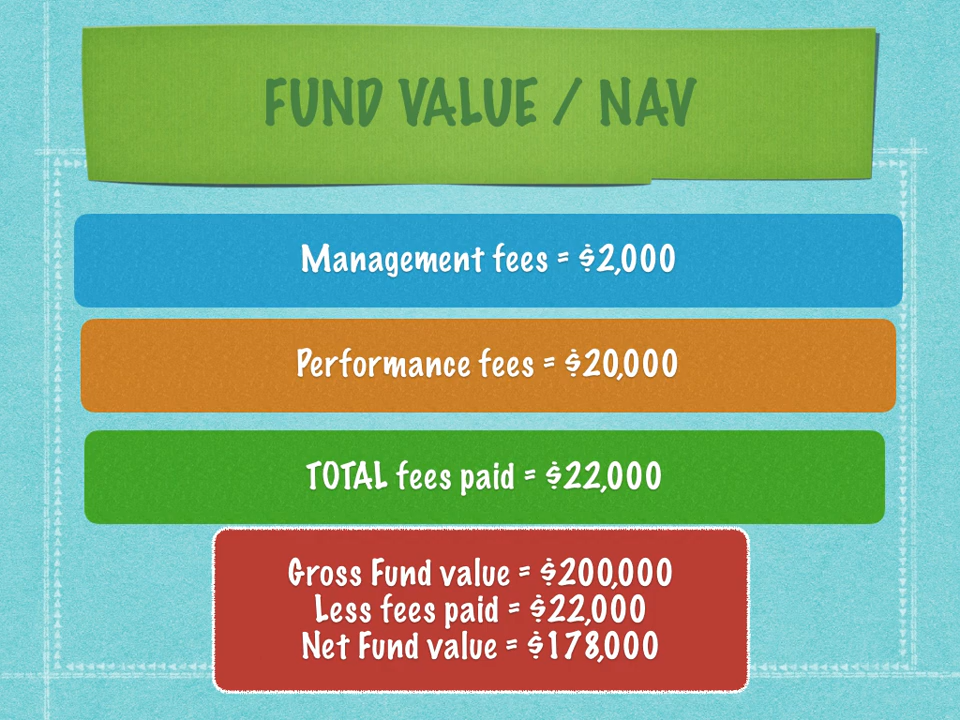 FUND VALUE / NAV
Management fees = $2,000
Performance fees = $20,000
TOTAL fees paid = $22,000
Gross Fund value = $200,000
Less fees paid = $22,000
Net Fund value = $178,000